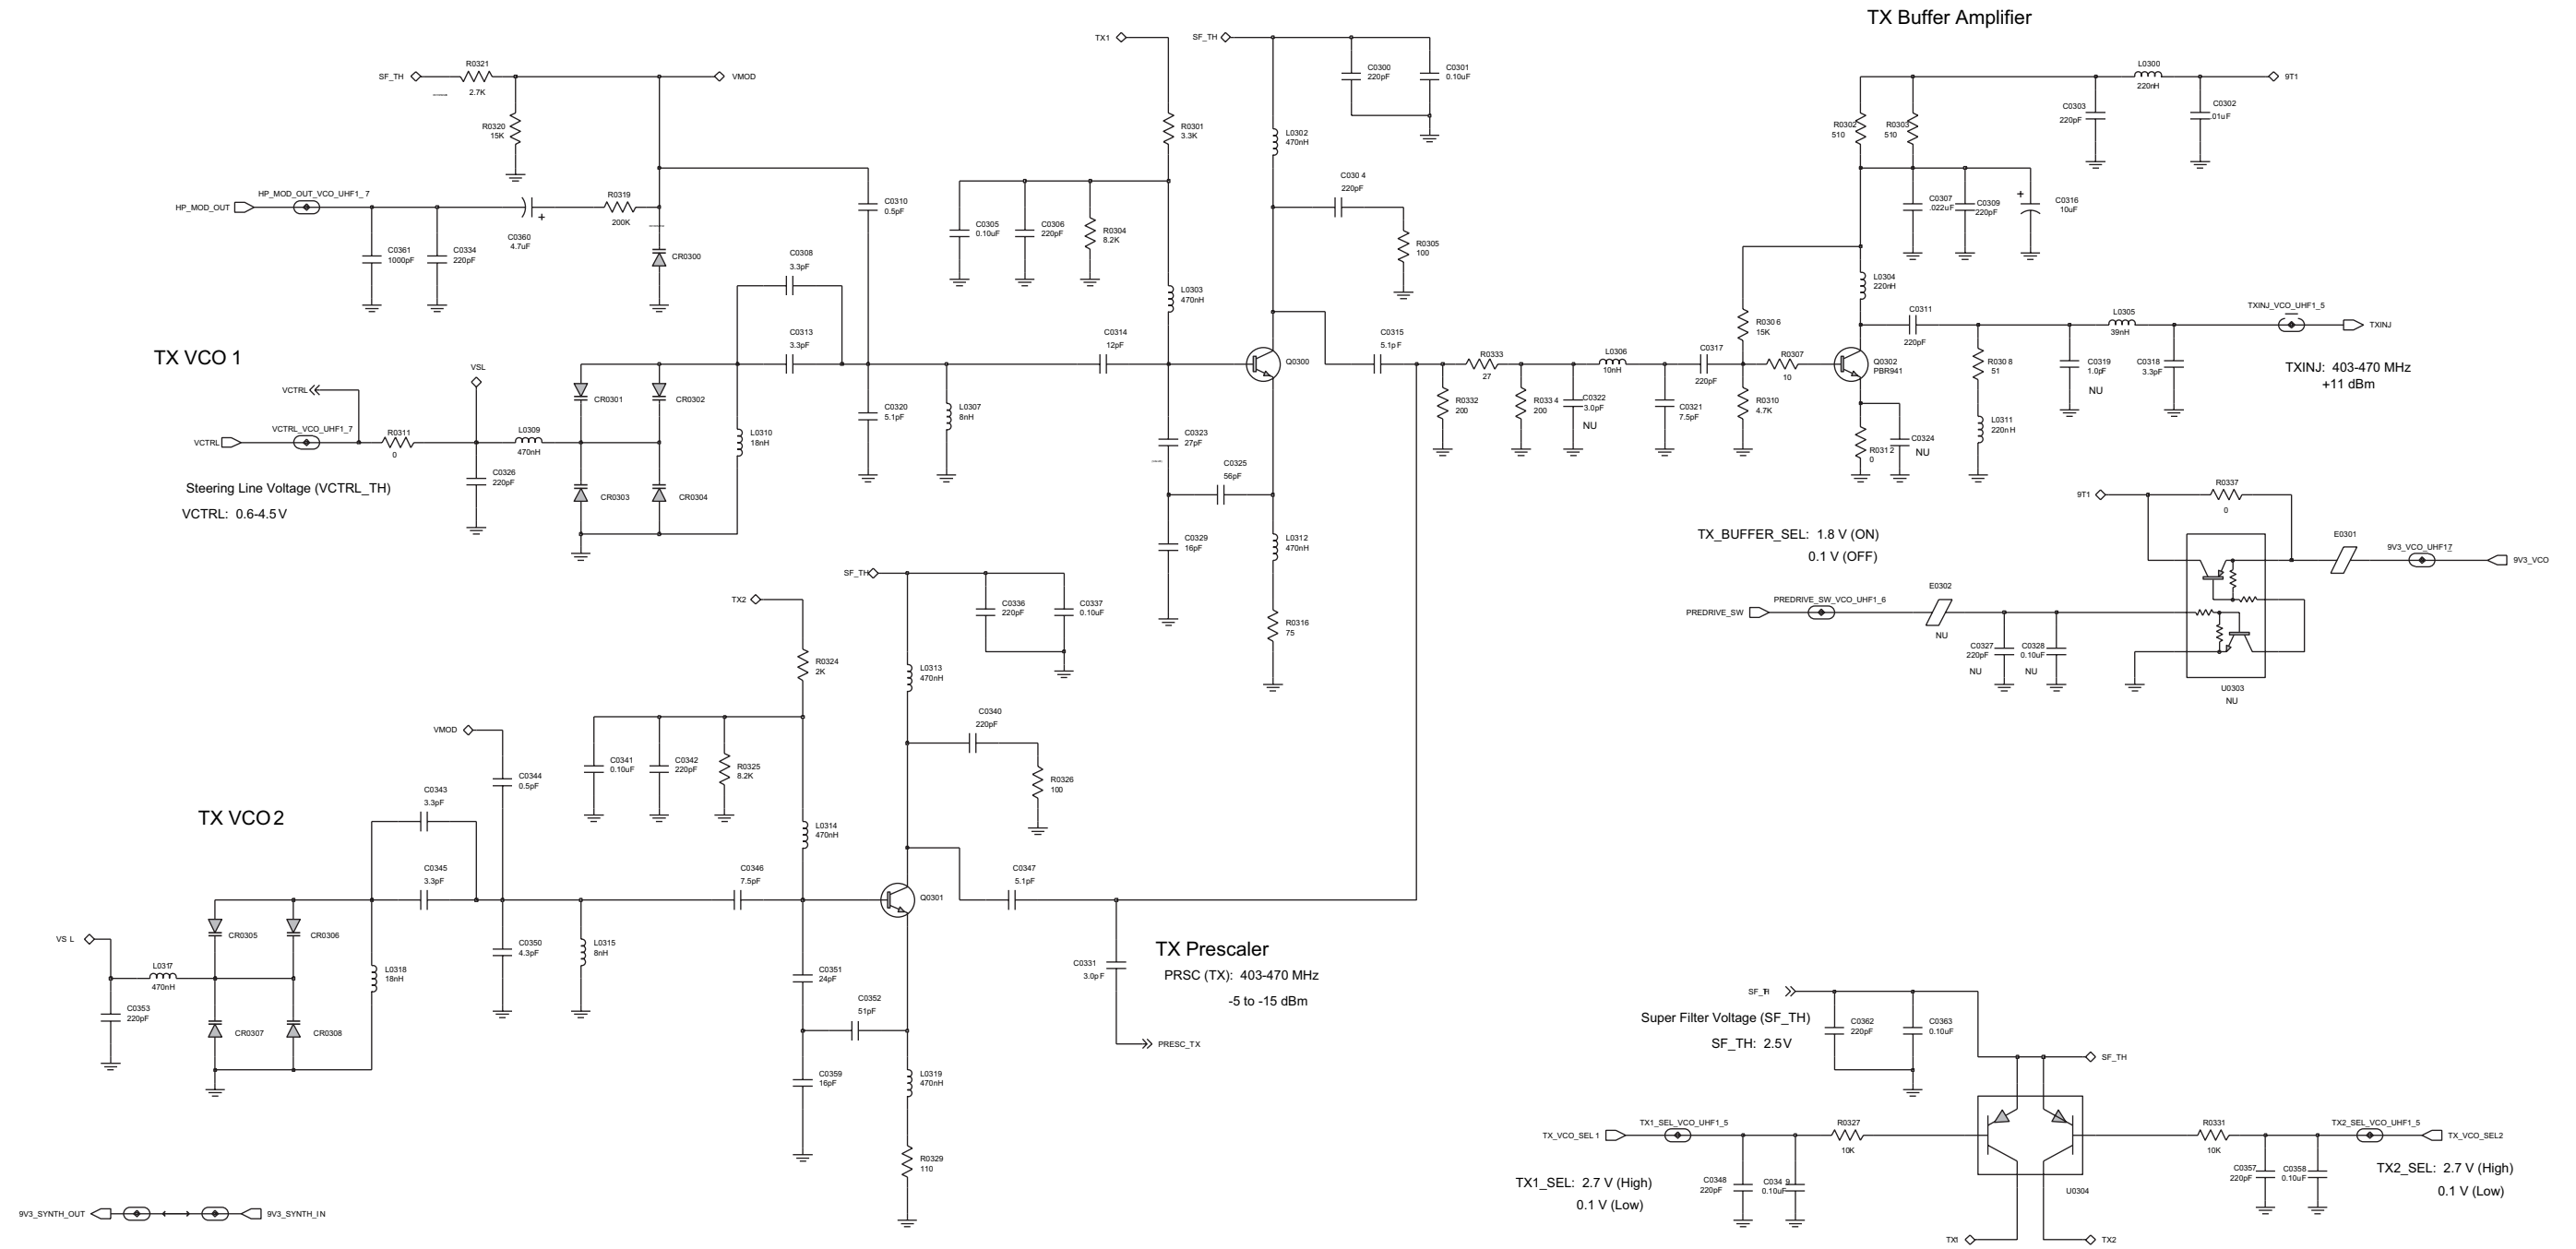 TX Buffer Amplifier
TX1
SF_TH
C0300
220pF
C0301
0.10uF
SF_TH
R0321
2.7K
VMOD
R0320
15K
L0300
220nH
9T1
C0303
220pF
C0302
.01uF
R0302
510
R0303
510
R0301
3.3K
L0302
470nH
HP_MOD_OUT
HP_MOD_OUT_VCO_UHF1_7
C0361
1000pF
C0334
220pF
C0360
4.7uF
+
R0319
200K
CR0300
C0310
0.5pF
C0305
0.10uF
C0306
220pF
R0304
8.2K
C030 4
220pF
R0305
100
C0307
.022uF
C0309
220pF
+
C0316
10uF
C0308
3.3pF
C0313
3.3pF
L0303
470nH
C0314
12pF
Q0300
C0315
5.1pF
R0333
27
L0306
10nH
C0317
220pF
R030 6
15K
R0307
10
L0304
220nH
C0311
220pF
L0305
39nH
TXINJ_VCO_UHF1_5
TXINJ
Q0302
PBR941
R030 8
51
C0319
1.0pF
NU
C0318
3.3pF
TXINJ: 403-470 MHz
+11 dBm
TX VCO 1
VCTRL
VSL
CR0301
CR0302
C0320
5.1pF
L0307
8nH
R0332
200
R033 4
200
C0322
3.0pF
NU
C0321
7.5pF
R0310
4.7K
R031 2
0
C0324
NU
L0311
220nH
VCTRL
VCTRL_VCO_UHF1_7
R0311
0
L0309
470nH
L0310
18nH
C0326
220pF
CR0303
CR0304
C0323
27pF
C0325
56pF
Steering Line Voltage (VCTRL_TH)
VCTRL: 0.6-4.5 V
C0329
16pF
L0312
470nH
R0316
75
9T1
R0337
0
TX_BUFFER_SEL: 1.8 V (ON)
0.1 V (OFF)
E0301
9V3_VCO_UHF17
9V3_VCO
PREDRIVE_SW
PREDRIVE_SW_VCO_UHF1_6
E0302
NU
C0327
220pF
NU
C0328
0.10uF
NU
U0303
NU
SF_TH
C0336
220pF
C0337
0.10uF
TX2
R0324
2K
L0313
470nH
C0340
220pF
R0326
100
VMOD
C0344
0.5pF
C0341
0.10uF
C0342
220pF
R0325
8.2K
C0343
3.3pF
TX VCO 2
L0314
470nH
C0345
3.3pF
C0346
7.5pF
Q0301
C0347
5.1pF
VS L
CR0305
CR0306
C0350
4.3pF
L0315
8nH
L0317
470nH
L0318
18nH
C0353
220pF
CR0307
CR0308
C0351
24pF
C0352
51pF
C0359
16pF
L0319
470nH
R0329
110
TX Prescaler
PRSC (TX): 403-470 MHz
-5 to -15 dBm
C0331
3.0pF
PRESC_TX
Super Filter Voltage (SF_TH)
SF_TH: 2.5 V
C0362
220pF
C0363
0.10uF
SF_TH
TX_VCO_SEL 1
TX1_SEL_VCO_UHF1_5
R0327
10K
R0331
10K
TX2_SEL_VCO_UHF1_5
TX_VCO_SEL2
TX1_SEL: 2.7 V (High)
0.1 V (Low)
C0348
220pF
C034 9
0.10uF
U0304
C0357
220pF
C0358
0.10uF
TX2_SEL: 2.7 V (High)
0.1 V (Low)
TX1
TX2
9V3_SYNTH_OUT
9V3_SYNTH_IN